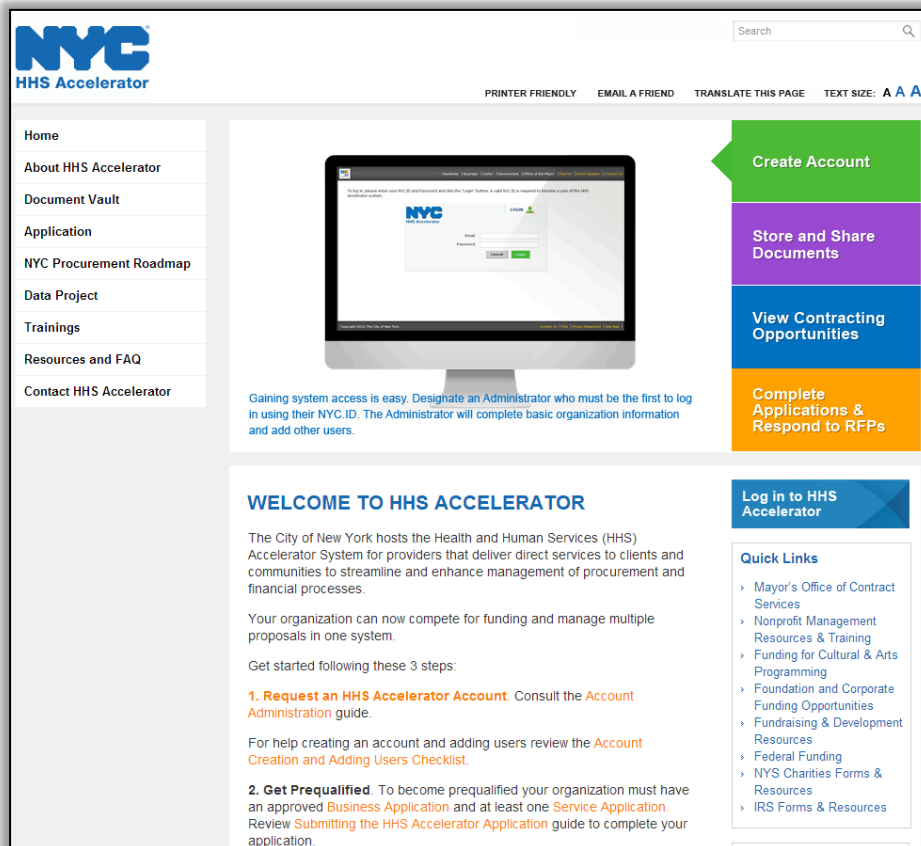 NYC
HHS Accelerator
Search
PRINTER FRIENDLY EMAIL A FRIEND TRANSLATE THIS PAGE TEXT SIZE: A A A
Home
About HHS Accelerator
Document Vault
Application
NYC Procurement Roadmap
Data Project
Trainings
Resources and FAQ
Contact HHS Accelerator
NYC
HHS Accelerator
LOGIN
Email
Password
Cancel Login
Copyright 2012 The City of New York
Gaining system access is easy. Designate an Administrator who must be the first to log
in using their NYC.ID. The Administrator will complete basic organization information
and add other users.
Create Account
Store and Share
Documents
View Contracting
Opportunities
Complete
Applications &
Respond to RFPs
WELCOME TO HHS ACCELERATOR
The City of New York hosts the Health and Human Services (HHS)
Accelerator System for providers that deliver direct services to clients and
communities to streamline and enhance management of procurement and
financial processes.
Your organization can now compete for funding and manage multiple
proposals in one system.
Get started following these 3 steps:
1. Request an HHS Accelerator Account. Consult the Account
Administration guide.
For help creating an account and adding users review the Account
Creation and Adding Users Checklist.
2. Get Prequalified. To become prequalified your organization must have
an approved Business Application and at least one Service Application.
Review Submitting the HHS Accelerator Application guide to complete your
application.
Log in to HHS
Accelerator
Quick Links
Mayor's Office of Contract
Services
Nonprofit Management
Resources & Training
Funding for Cultural & Arts
Programming
Foundation and Corporate
Funding Opportunities
Fundraising & Development
Resources
Federal Funding
NYS Charities Forms &
Resources
IRS Forms & Resources